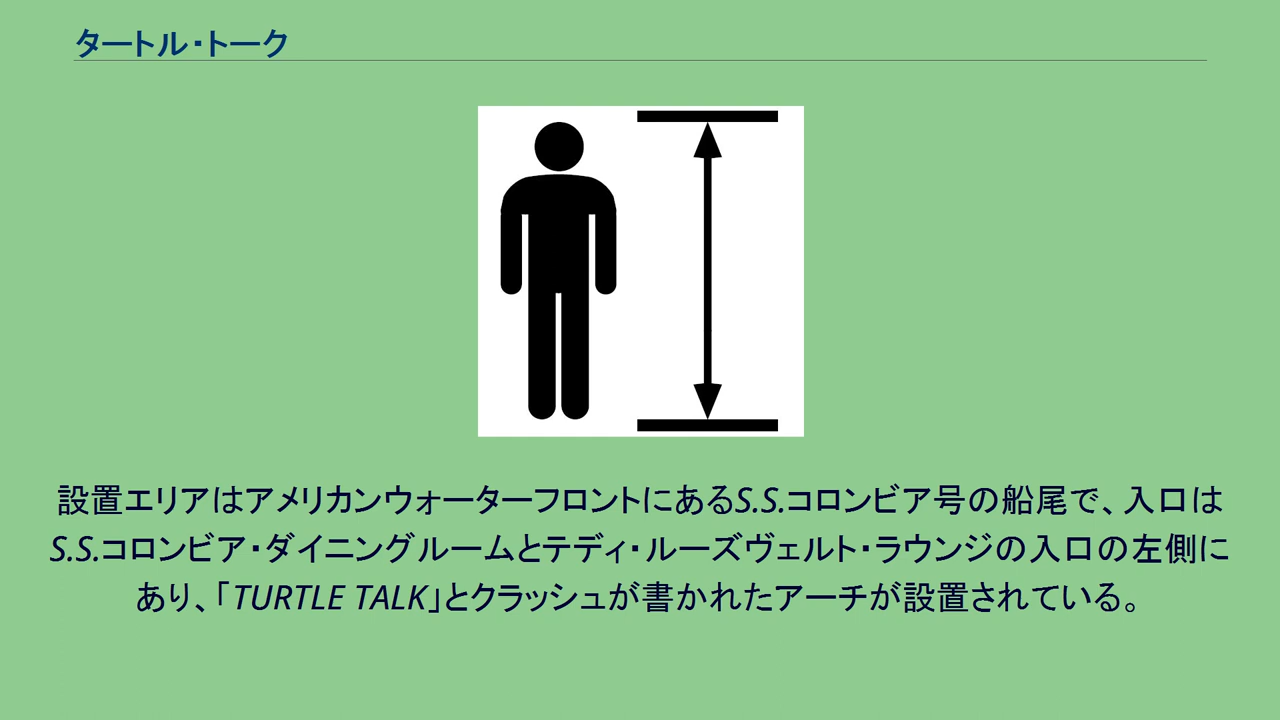 タートル・トーク
設置エリアはアメリカンウォーターフロントにあるS.S.コロンビア号の船尾で、入口は
S.S.コロンビア・ダイニングルームとテディ・ルーズヴェルト・ラウンジの入口の左側に
あり、「TURTLE TALK」とクラッシュが書かれたアーチが設置されている。